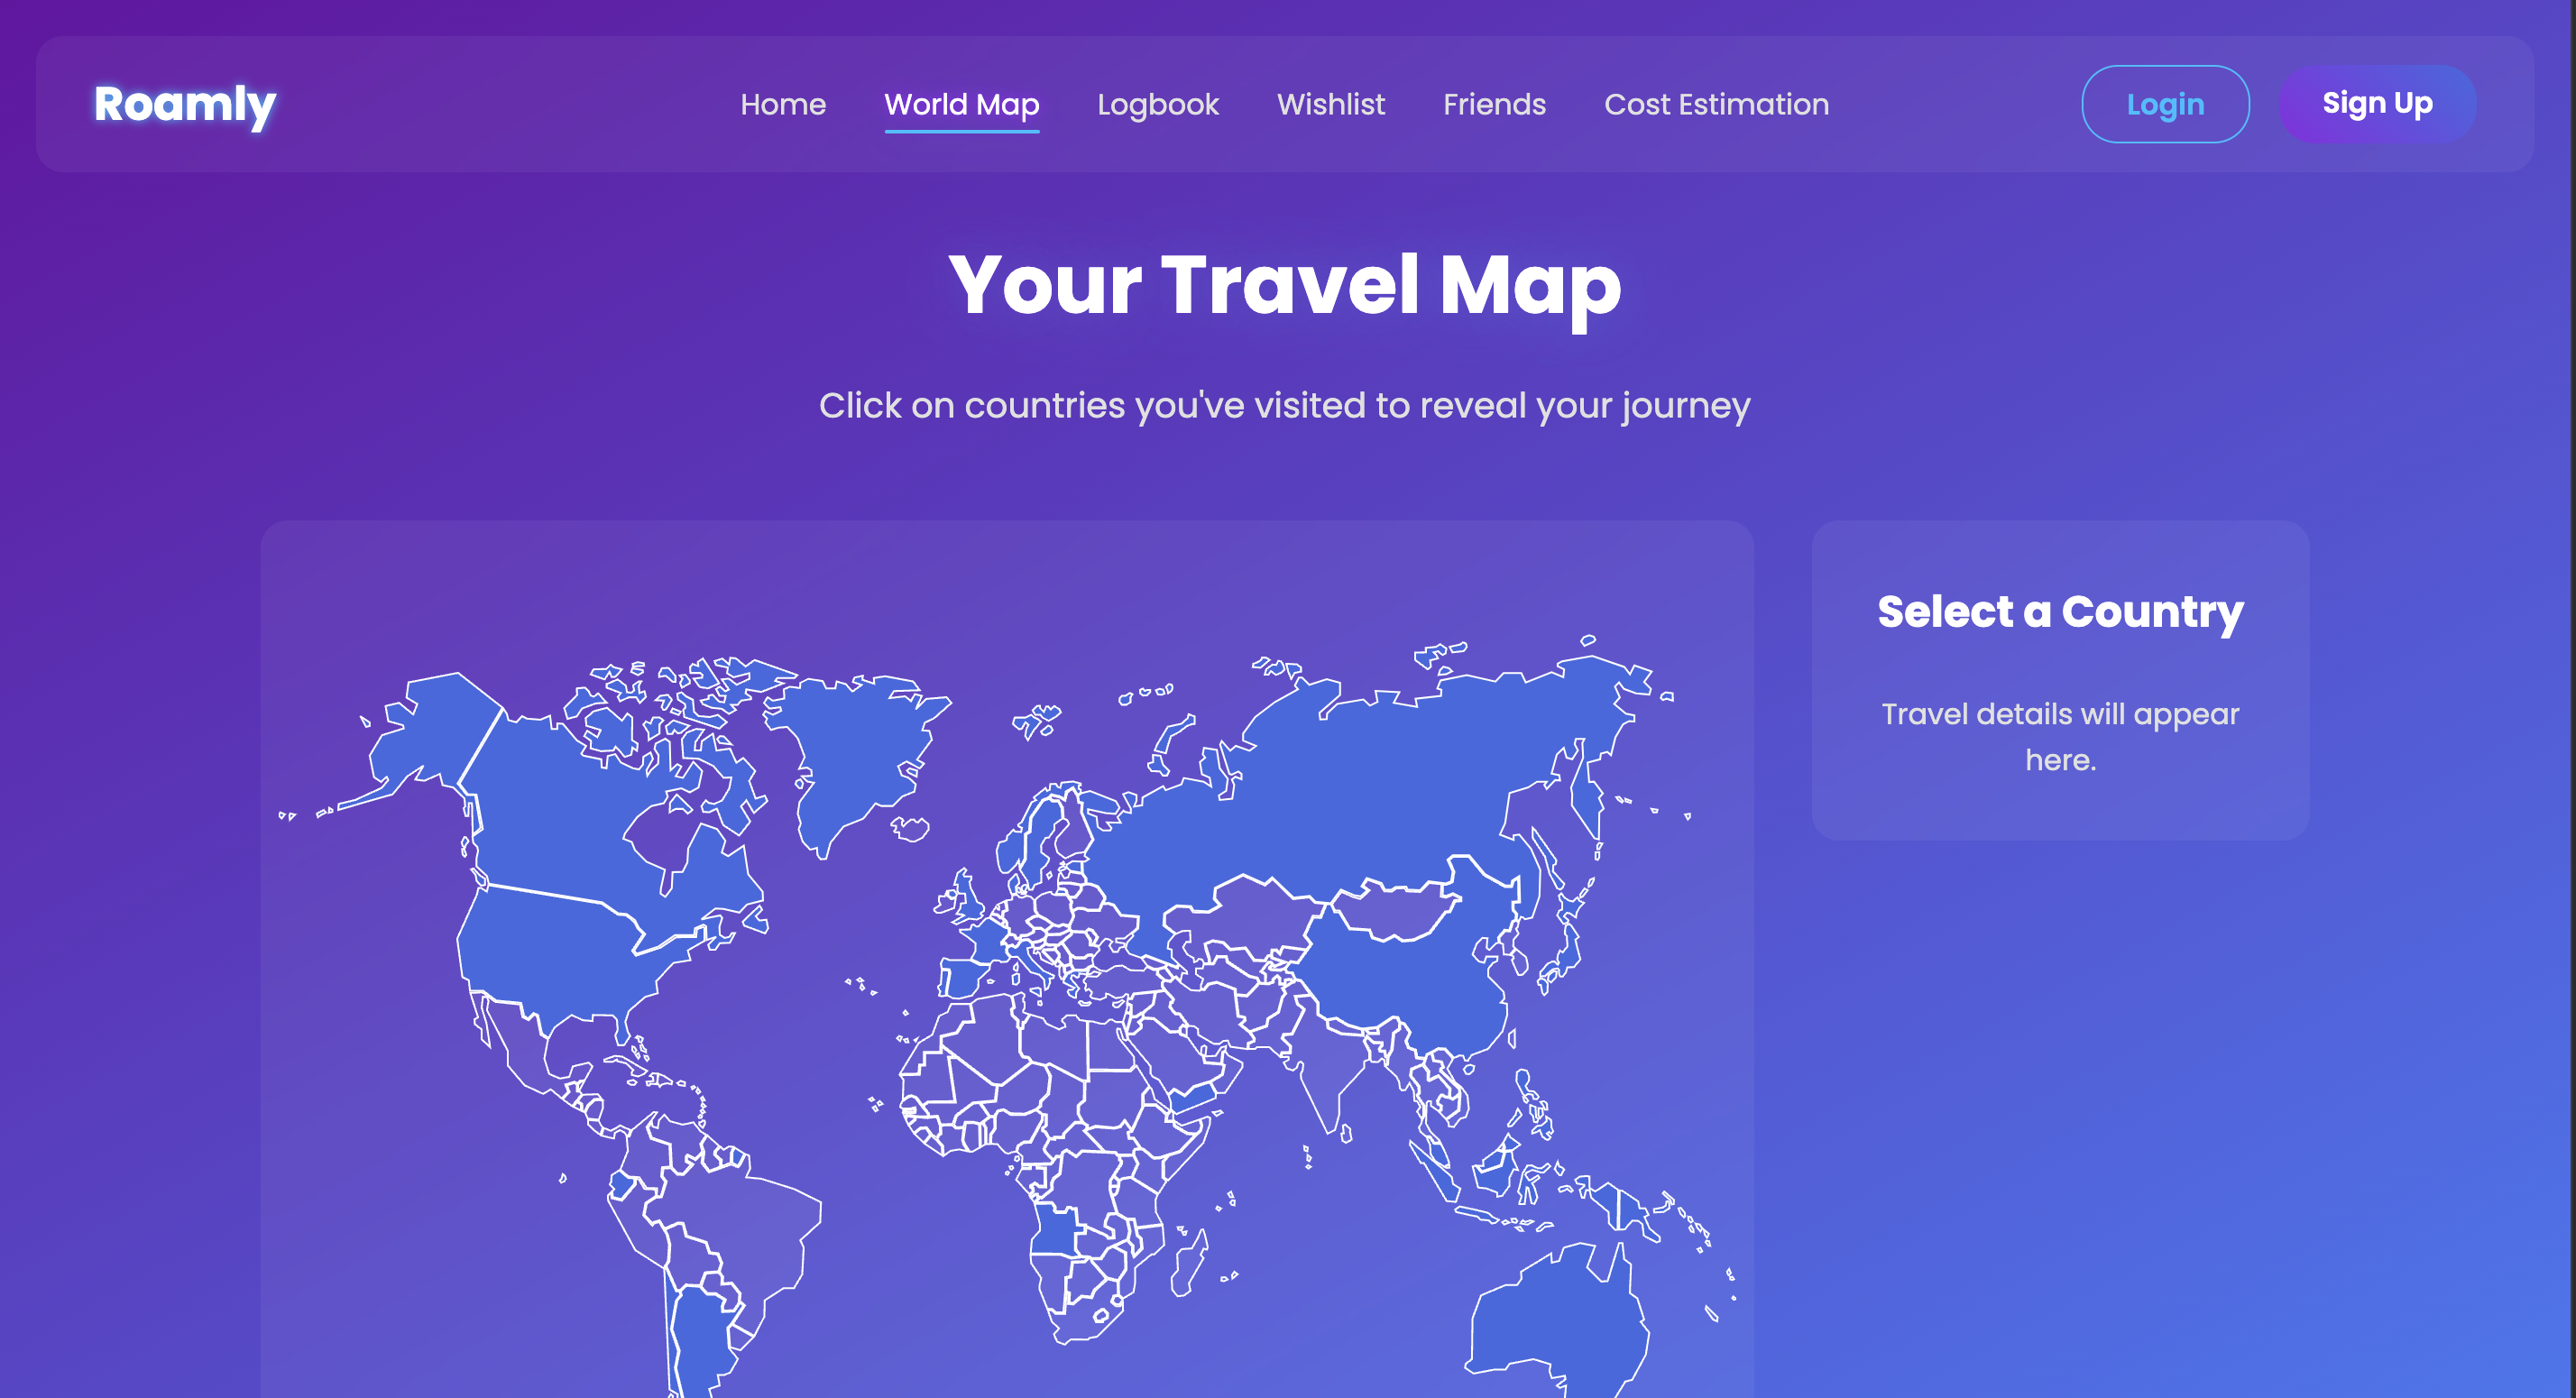 Roamly
Home
World Map
Logbook
Wishlist
Friends
Cost Estimation
Login
Sign Up
Your Travel Map
Click on countries you've visited to reveal your journey
Select a Country
Travel details will appear
here.